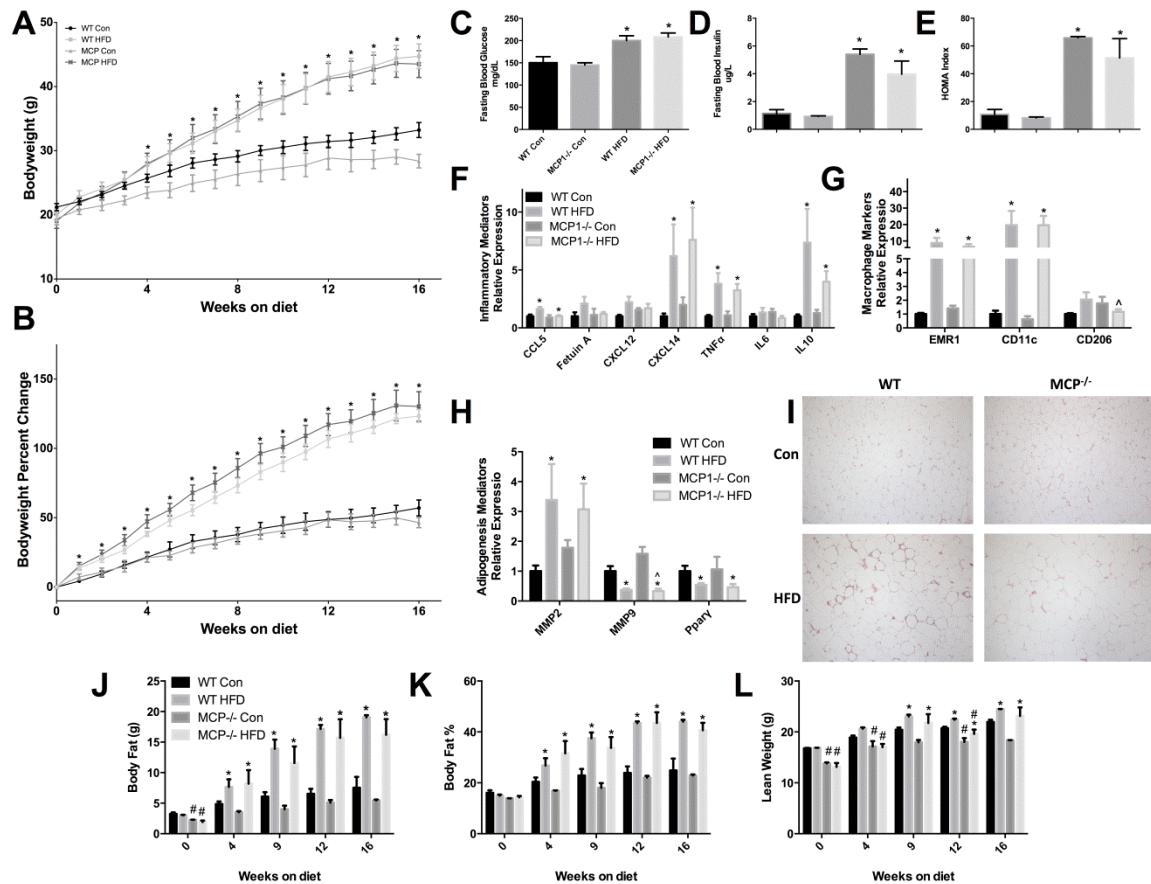 A
WT Con
WT HFD
MCP Con
MCP HFD
Bodyweight (g)
50
40
30
20
10
* * * * * * * * * * * * *
0 4 8 12 16
Weeks on diet
B
Bodyweight Percent Change
150
100
50
0
* * * * * * * * * * * * * * * *
0 4 8 12 16
Weeks on diet
C
Fasting Blood Glucose
mg/dL
250
200
150
100
50
0
* *
WT Con
MCP1-/- Con
WT HFD
MCP1-/- HFD
D
Fasting Blood Insulin
ug/L
8
6
4
2
0
* *
E
HOMA Index
80
60
40
20
0
* *
F
WT Con
WT HFD
MCP1-/- Con
MCP1-/- HFD
Inflammatory Mediators
Relative Expression
10
5
0
* * * * * * * *
CCL5
Fetuin A
CXCL12
CXCL14
TNFα
IL6
IL10
G
Macrophage Markers
Relative Expressio
40
30
20
10
4
3
2
1
0
* * * * ^
EMR1
CD11c
CD206
H
WT Con
WT HFD
MCP1-/- Con
MCP1-/- HFD
Adipogenesis Mediators
Relative Expressio
5
4
3
2
1
0
* * * ^ * * *
MMP2
MMP9
Pparγ
I
WT
MCP-/-
Con
HFD
J
WT Con
WT HFD
MCP-/- Con
MCP-/- HFD
Body Fat (g)
25
20
15
10
5
0
# # * * * * * * * *
0 4 9 12 16
Weeks on diet
K
Body Fat %
60
40
20
0
* * * * * * * *
0 4 9 12 16
Weeks on diet
L
Lean Weight (g)
30
20
10
0
# # # # * * * # # * * *
0 4 9 12 16
Weeks on diet